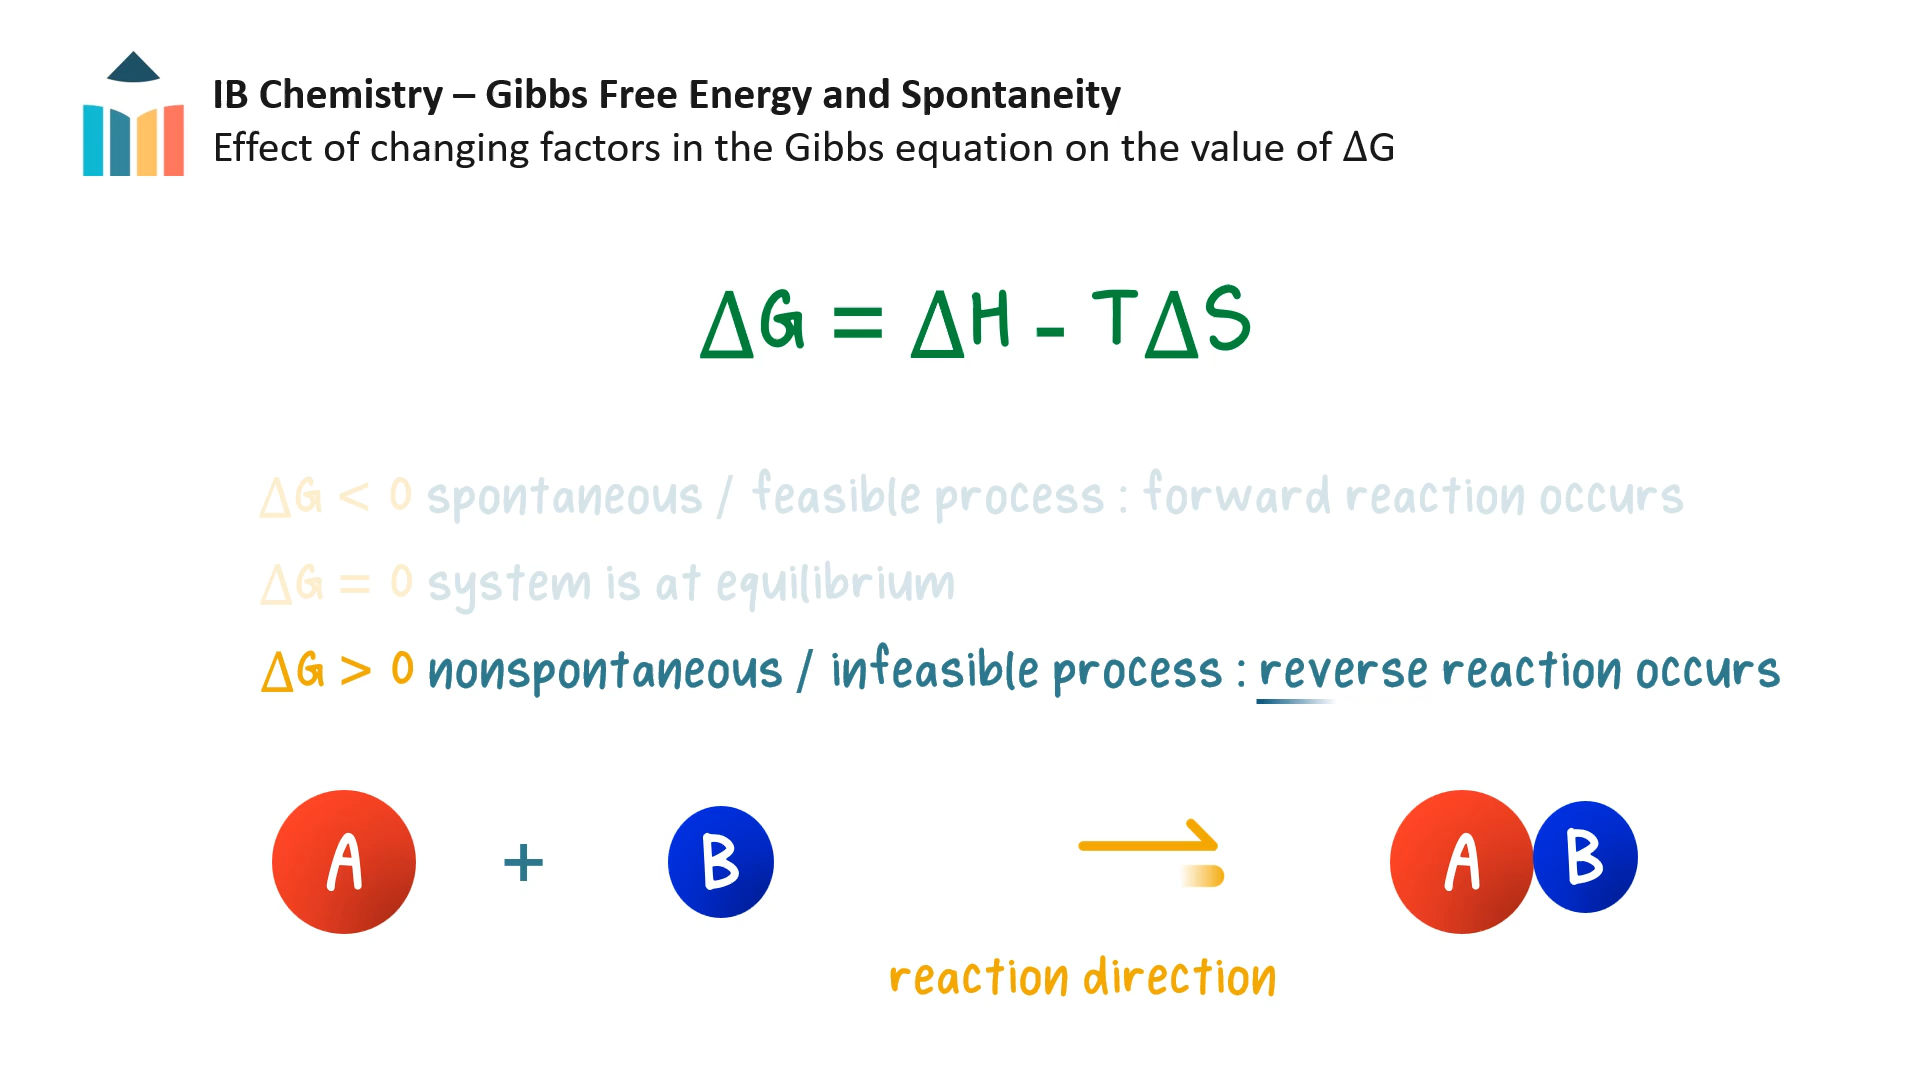 IB Chemistry – Gibbs Free Energy and Spontaneity
Effect of changing factors in the Gibbs equation on the value of ΔG
ΔG = ΔH - TΔS
ΔG < 0 spontaneous / feasible process : forward reaction occurs
ΔG = 0 system is at equilibrium
ΔG > 0 nonspontaneous / infeasible process : reverse reaction occurs
A + B ⇀ A B
reaction direction